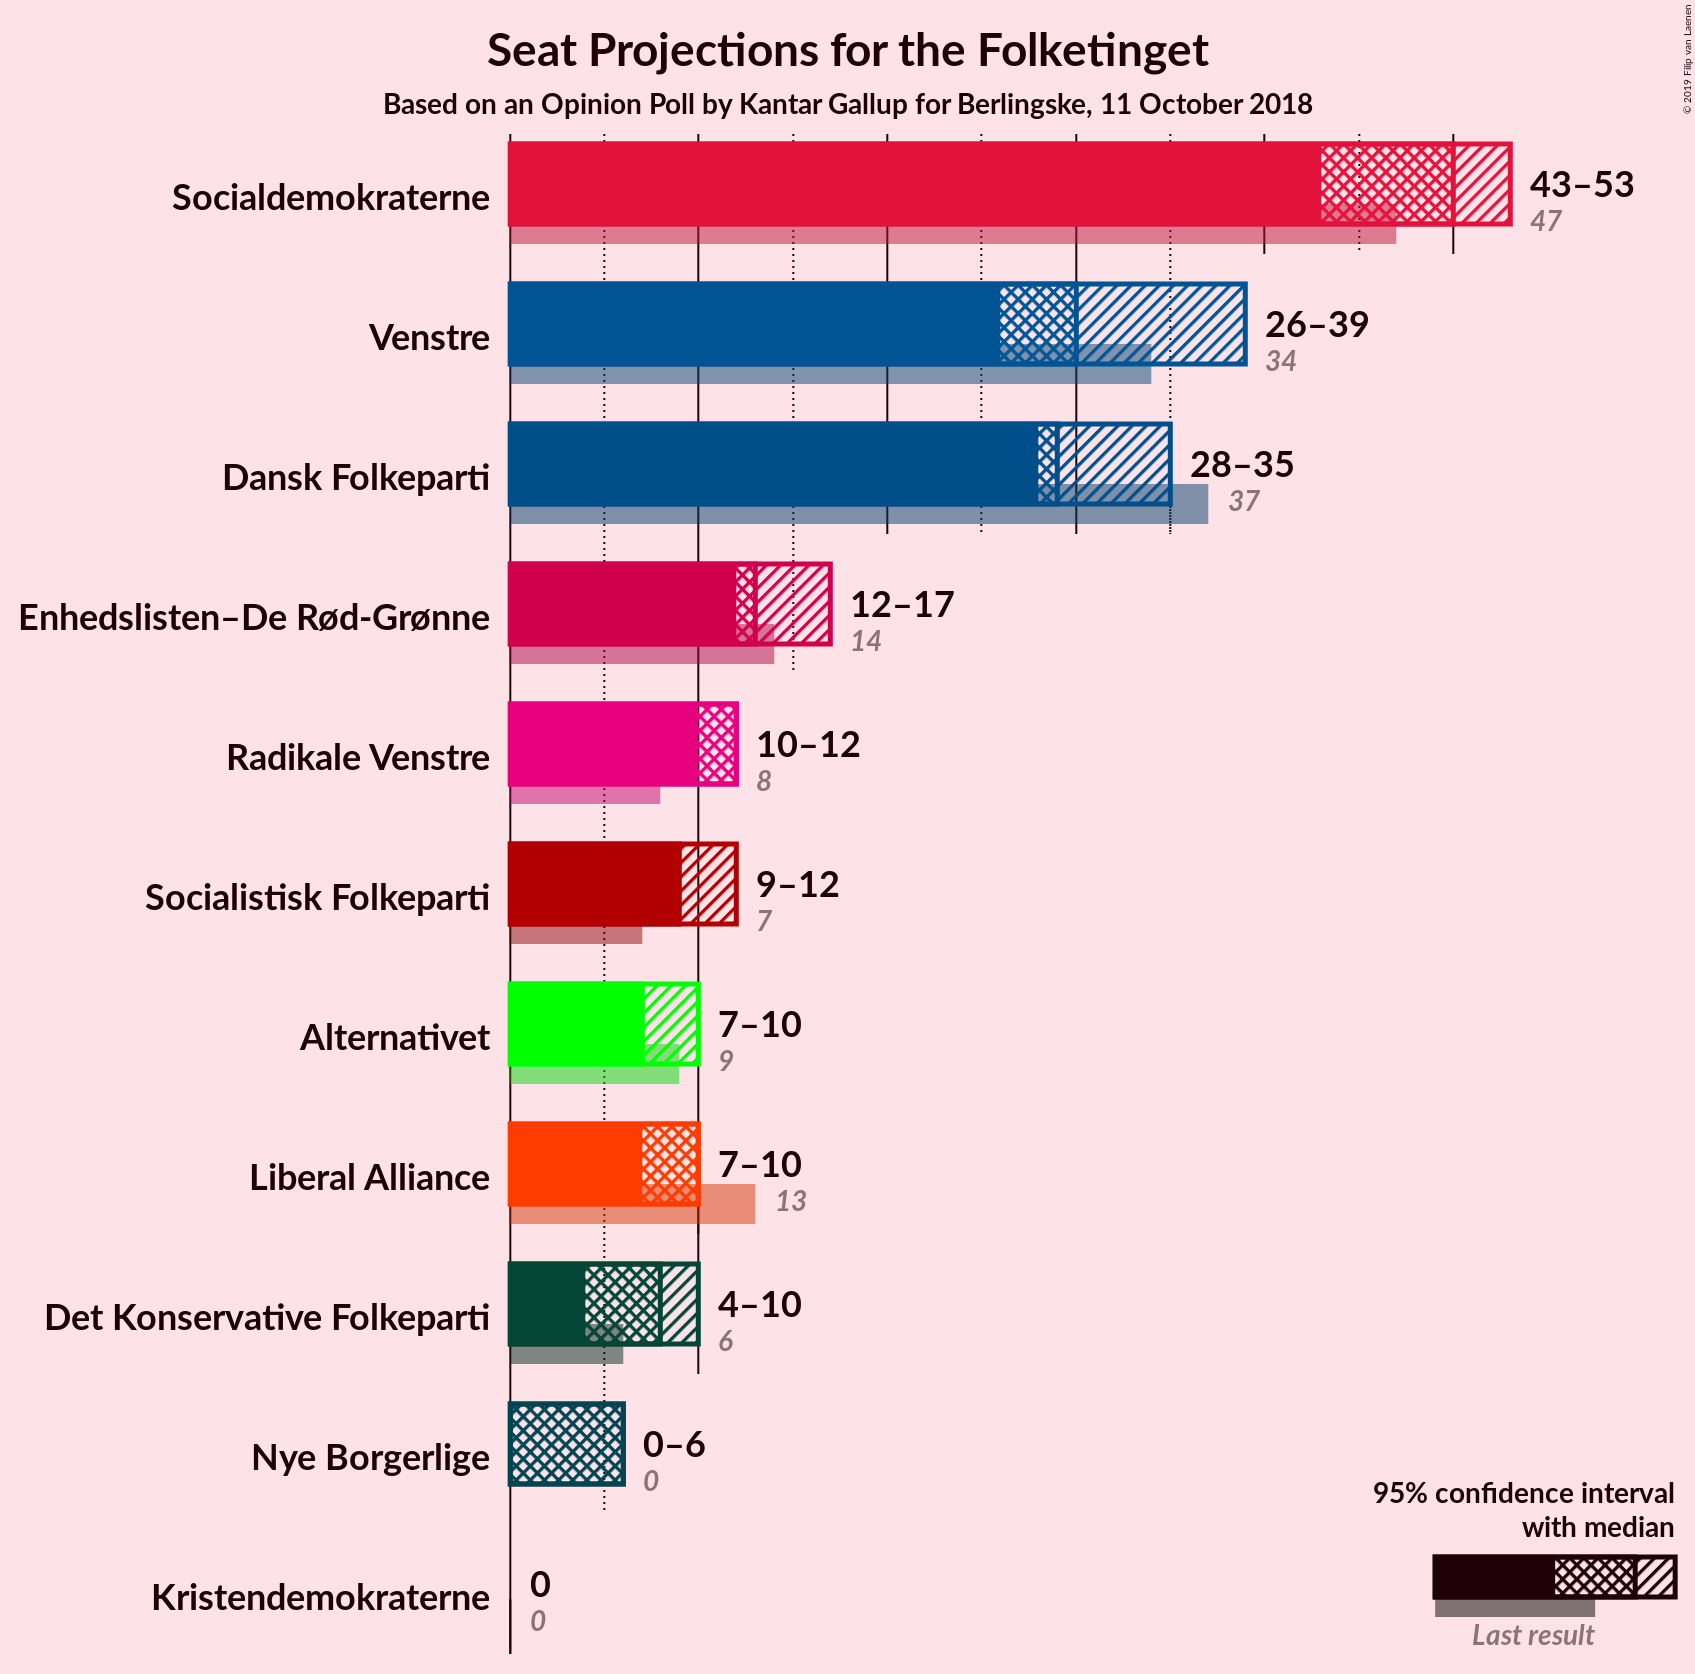 Seat Projections for the Folketinget
Based on an Opinion Poll by Kantar Gallup for Berlingske, 11 October 2018
© 2019 Filip van Laenen
Socialdemokraterne
43–53
47
Venstre
26–39
34
Dansk Folkeparti
28–35
37
Enhedslisten–De Rød-Grønne
12–17
14
Radikale Venstre
10–12
8
Socialistisk Folkeparti
9–12
7
Alternativet
7–10
9
Liberal Alliance
7–10
13
Det Konservative Folkeparti
4–10
6
Nye Borgerlige
0–6
0
Kristendemokraterne
0
0
95% confidence interval
with median
Last result